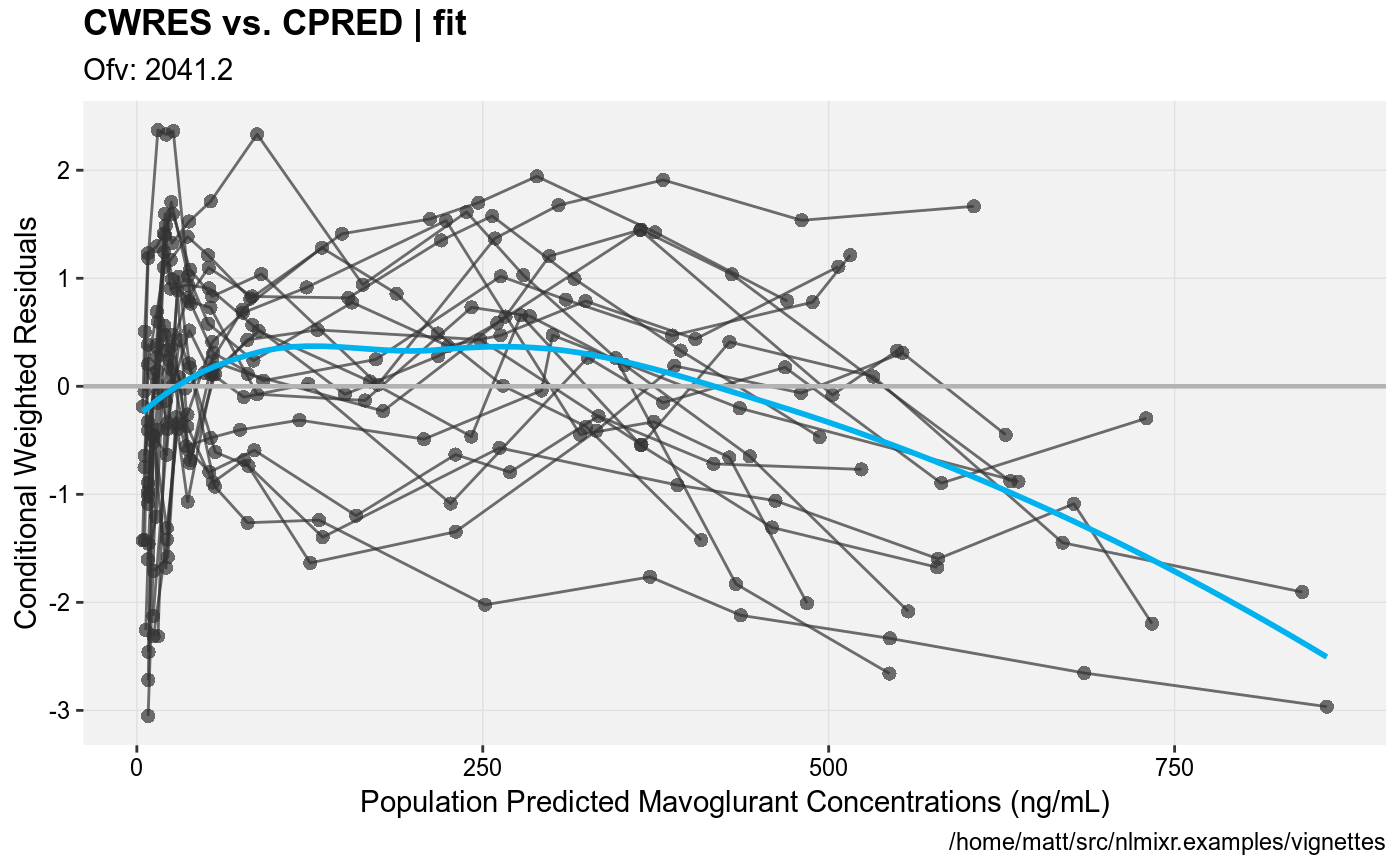 CWRES vs. CPRED | fit
Ofv: 2041.2
Conditional Weighted Residuals
2
1
0
-1
-2
-3
0 250 500 750
Population Predicted Mavoglurant Concentrations (ng/mL)
/home/matt/src/nlmixr.examples/vignettes